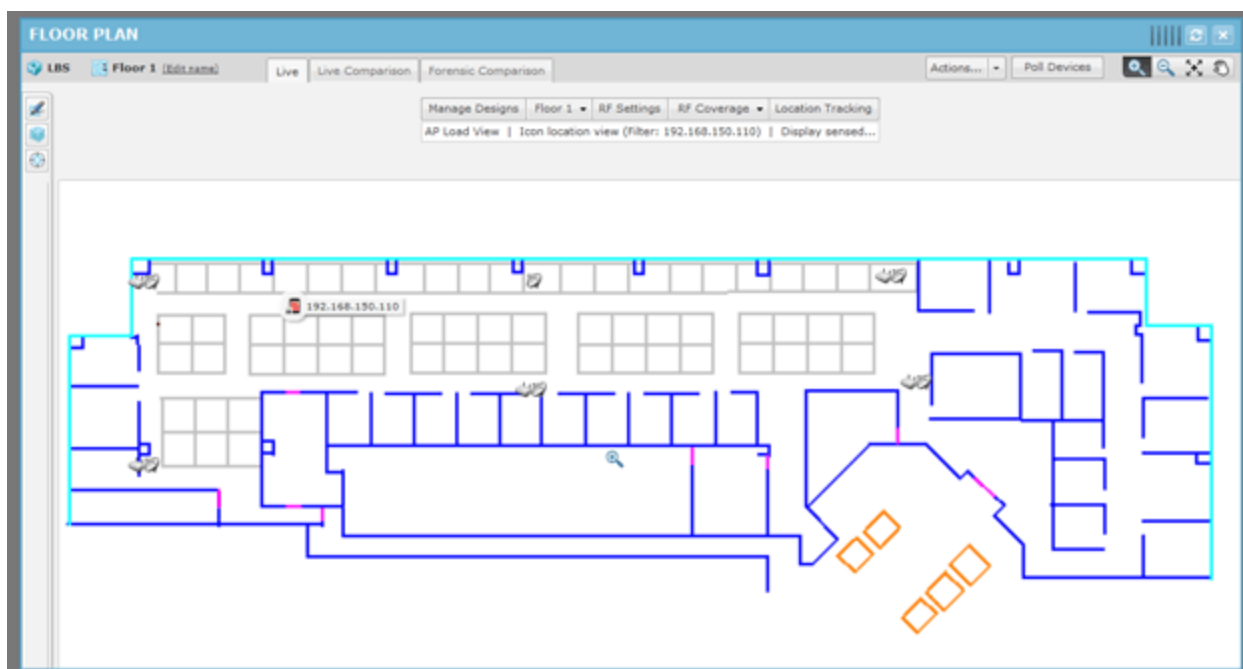 FLOOR PLAN
LBS Floor 1 (Edit name) Live Live Comparison Forensic Comparison Actions... Poll Devices
Manage Designs Floor 1 RF Settings RF Coverage Location Tracking
AP Load View | Icon location view (Filter: 192.168.150.110) | Display sensed...
192.168.150.110